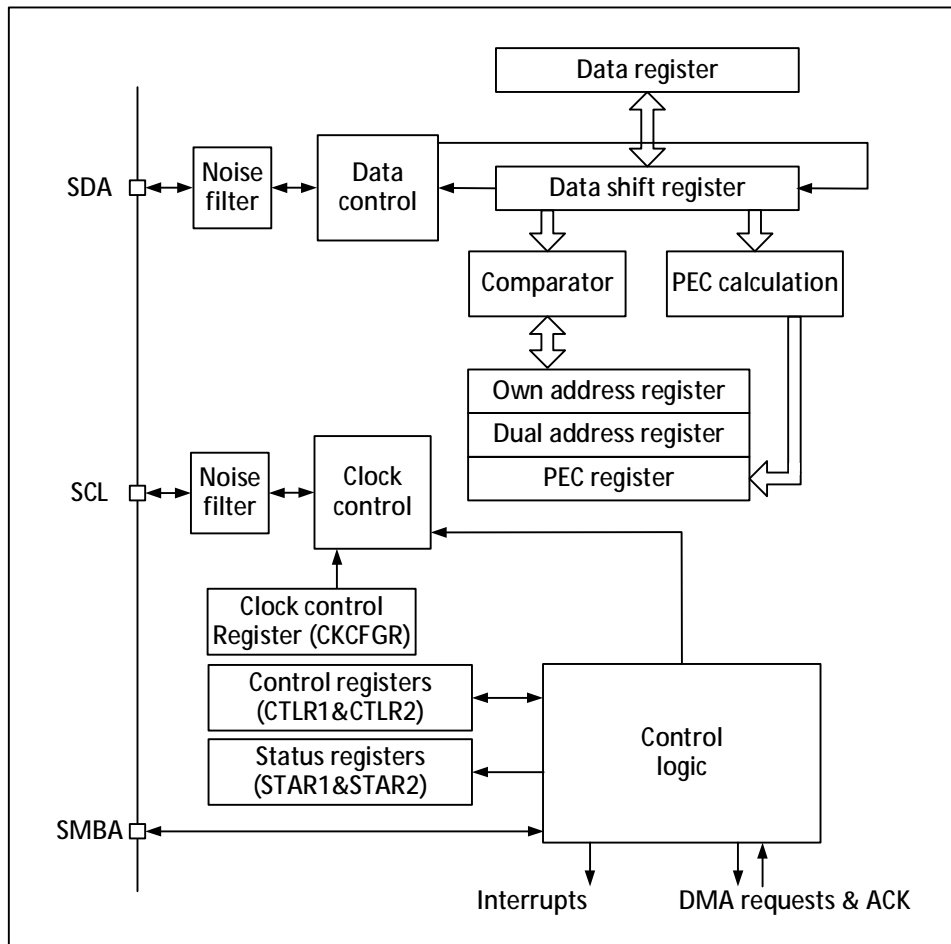 Data register
SDA
Noise
filter
Data
control
Data shift register
Comparator
PEC calculation
Own address register
Dual address register
PEC register
SCL
Noise
filter
Clock
control
Clock control
Register (CKCFGR)
Control registers
(CTLR1&CTLR2)
Status registers
(STAR1&STAR2)
Control
logic
SMBA
Interrupts
DMA requests & ACK